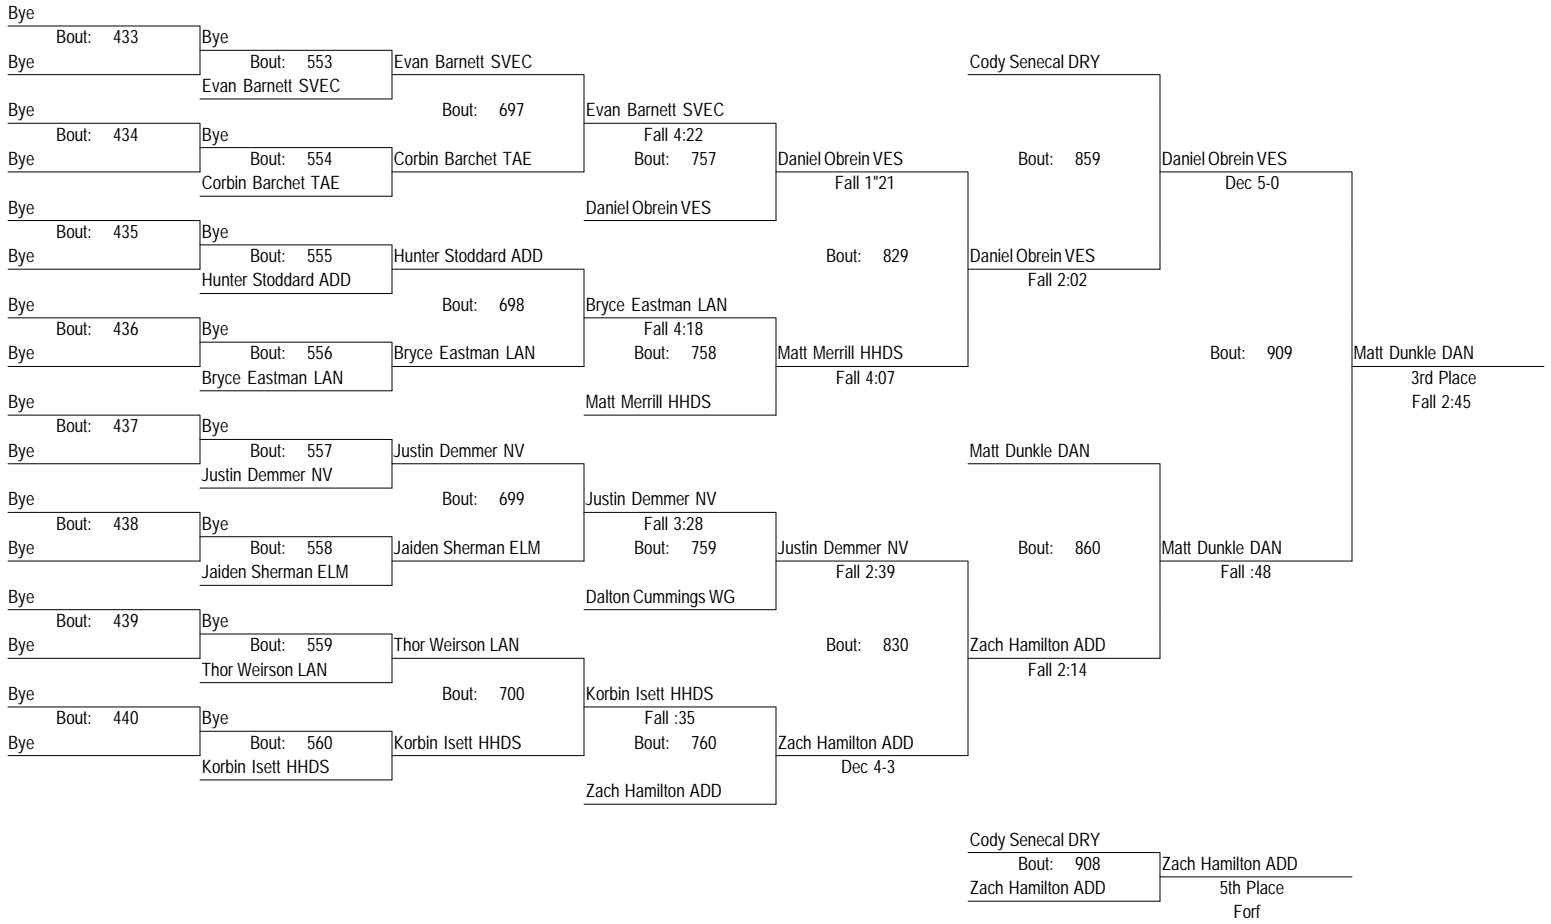 Bye
Bout: 433 Bye
Bye Bout: 553 Evan Barnett SVEC Cody Senecal DRY
Evan Barnett SVEC
Bye Bout: 697 Evan Barnett SVEC
Bout: 434 Bye Fall 4:22
Bye Bout: 554 Corbin Barchet TAE Bout: 757 Daniel Obrein VES Bout: 859 Daniel Obrein VES
Corbin Barchet TAE Fall 1"21 Dec 5-0
Bye Daniel Obrein VES
Bout: 435 Bye
Bye Bout: 555 Hunter Stoddard ADD Bout: 829 Daniel Obrein VES
Hunter Stoddard ADD Fall 2:02
Bye Bout: 698 Bryce Eastman LAN
Bout: 436 Bye Fall 4:18
Bye Bout: 556 Bryce Eastman LAN Bout: 758 Matt Merrill HHDS Bout: 909 Matt Dunkle DAN
Bryce Eastman LAN Fall 4:07 3rd Place
Bye Matt Merrill HHDS Fall 2:45
Bout: 437 Bye
Bye Bout: 557 Justin Demmer NV Matt Dunkle DAN
Justin Demmer NV
Bye Bout: 699 Justin Demmer NV
Bout: 438 Bye Fall 3:28
Bye Bout: 558 Jaiden Sherman ELM Bout: 759 Justin Demmer NV Bout: 860 Matt Dunkle DAN
Jaiden Sherman ELM Fall 2:39 Fall :48
Bye Dalton Cummings WG
Bout: 439 Bye
Bye Bout: 559 Thor Weirson LAN Bout: 830 Zach Hamilton ADD
Thor Weirson LAN Fall 2:14
Bye Bout: 700 Korbin Isett HHDS
Bout: 440 Bye Fall :35
Bye Bout: 560 Korbin Isett HHDS Bout: 760 Zach Hamilton ADD
Korbin Isett HHDS Dec 4-3
Zach Hamilton ADD
Cody Senecal DRY
Bout: 908 Zach Hamilton ADD
Zach Hamilton ADD 5th Place
Forf